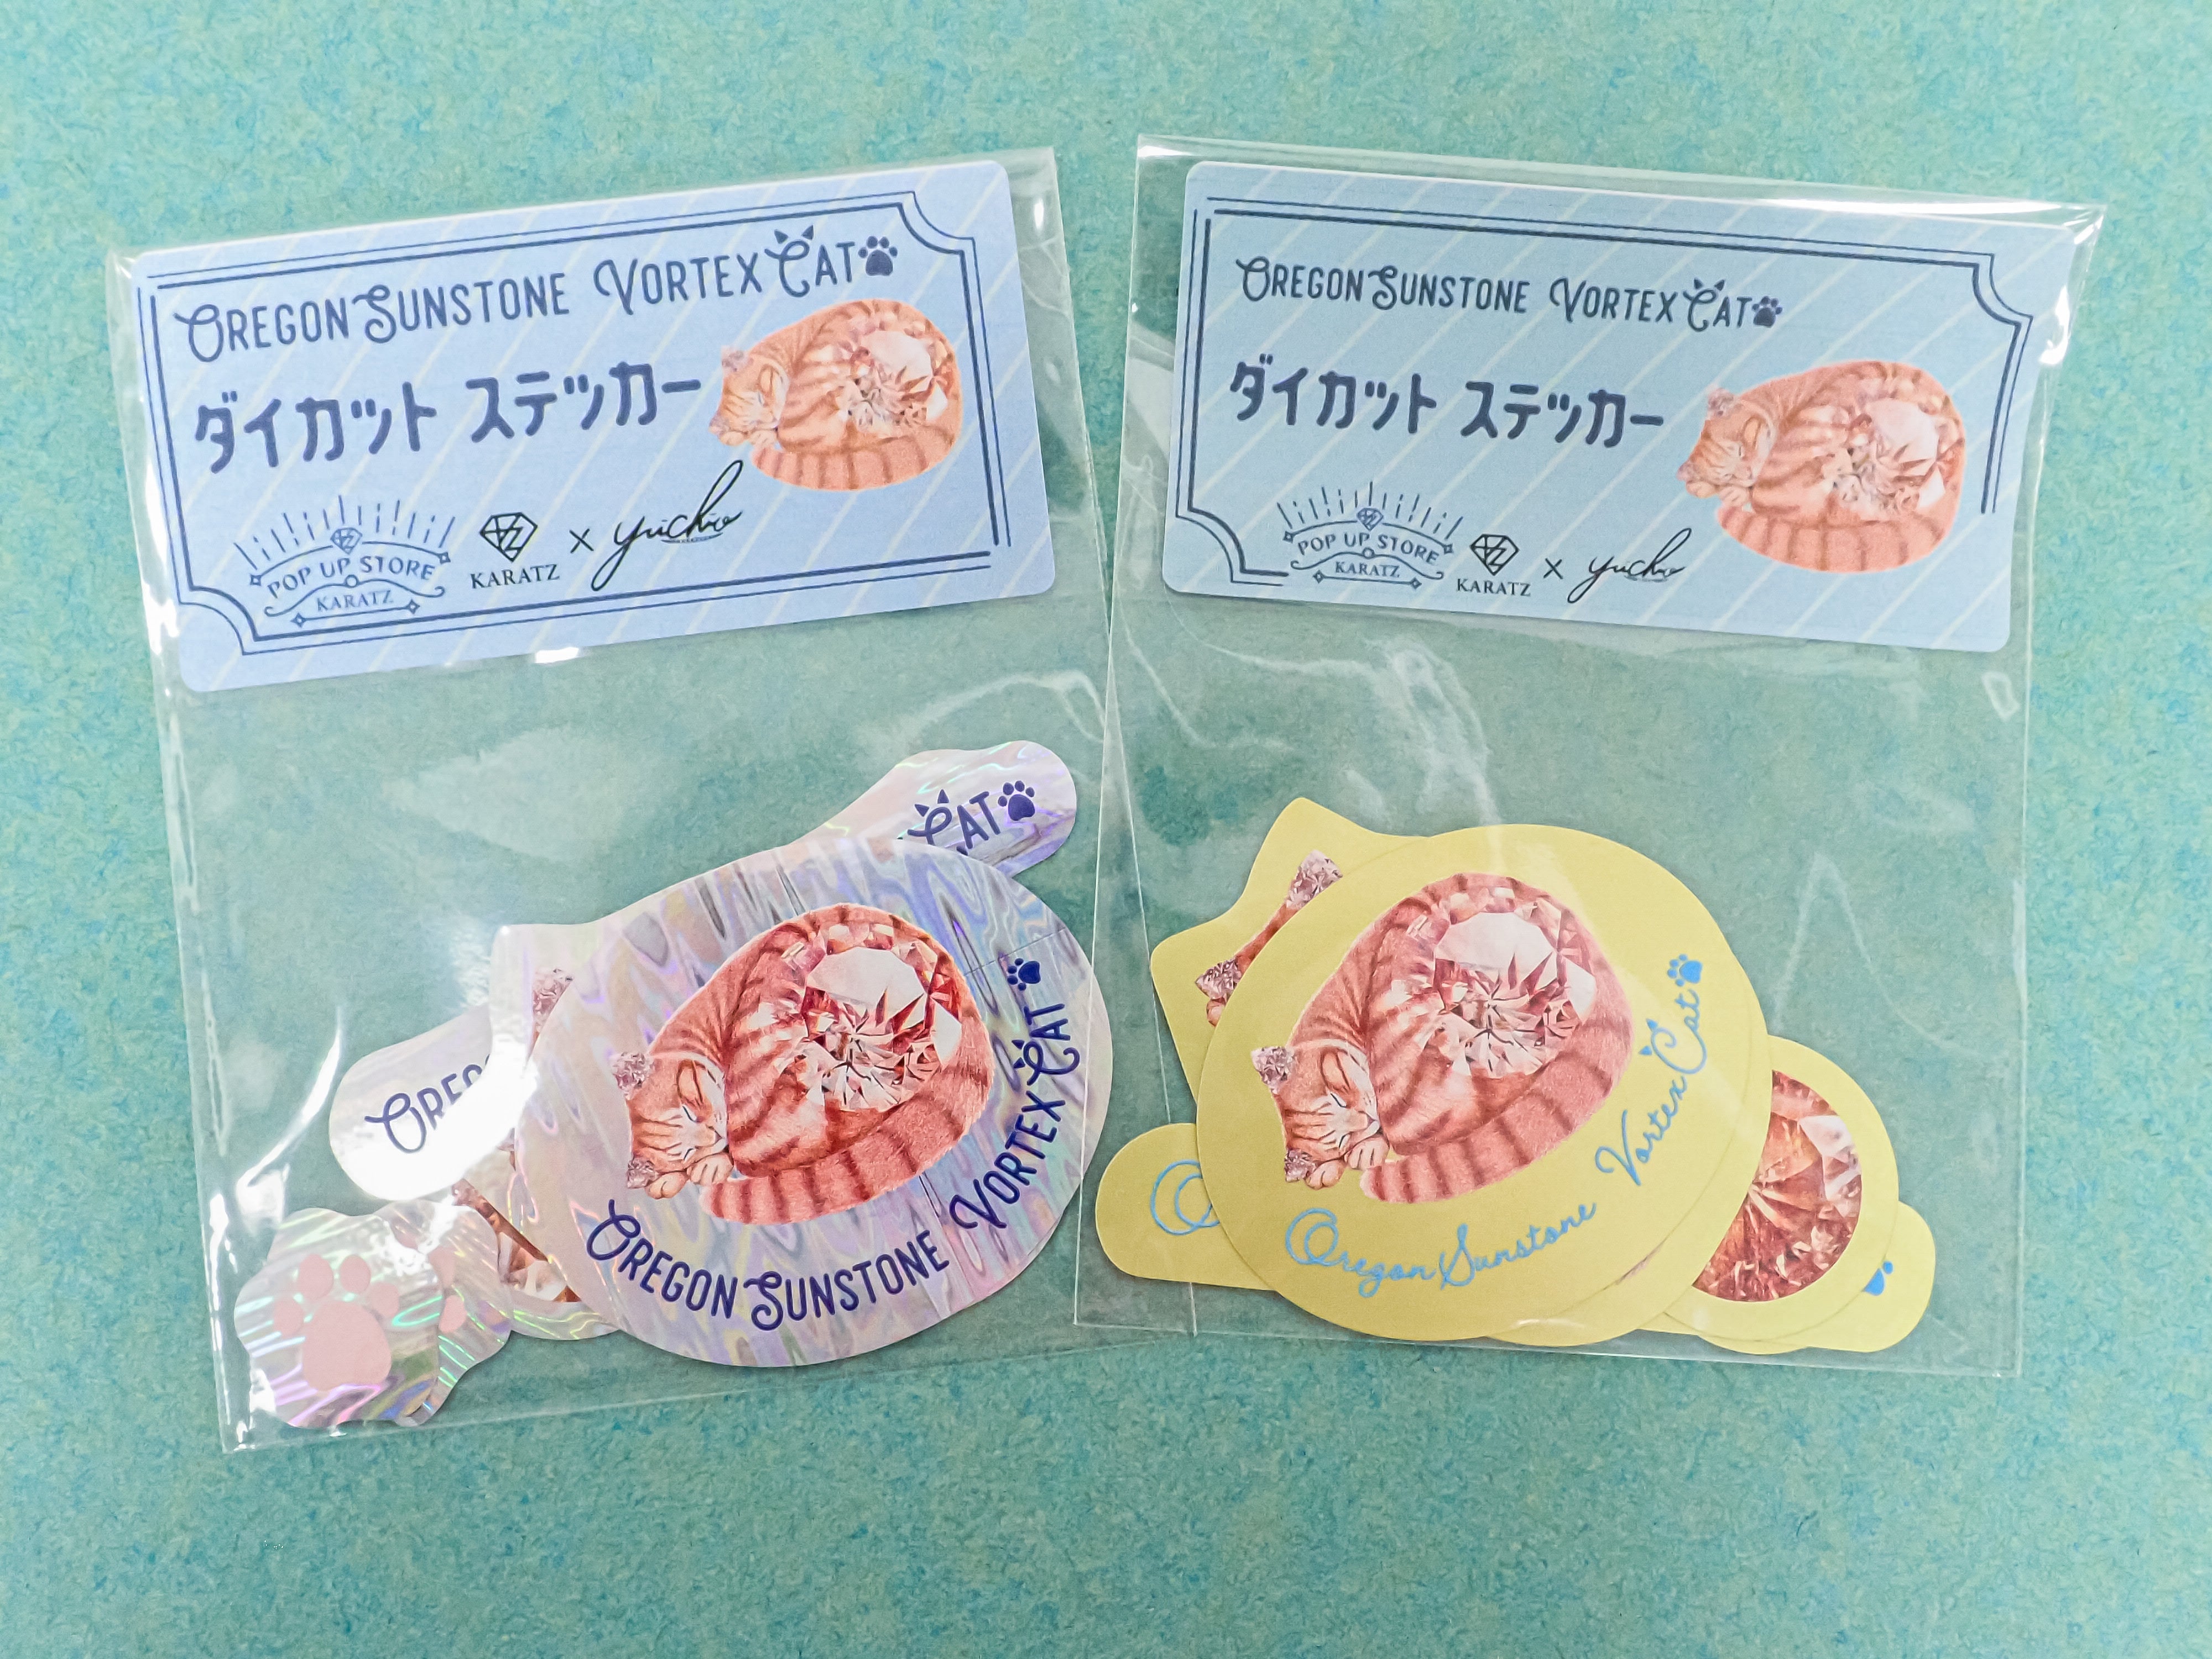 OREGON SUNSTONE VORTEX CAT
ダイカット ステッカー
POP UP STORE
KARATZ
KARATZ
×
yuchio
OREGON SUNSTONE VORTEX CAT
ダイカット ステッカー
POP UP STORE
KARATZ
KARATZ
×
CAT
OREGON SUNSTONE VORTEX CAT
Oregon Sunstone Vortex Cat